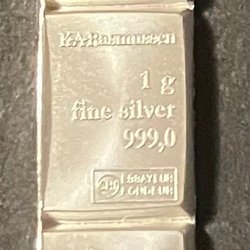 K.A.Rasmussen
1 g
fine silver
999,0
ESSAYEUR
FONDEUR